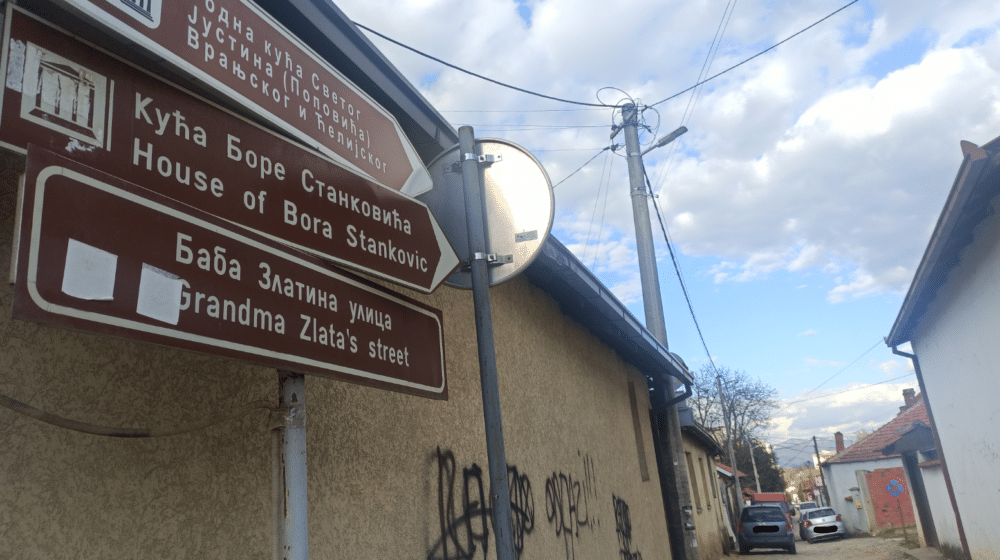 одна кућа Светог
Јустина (Поповића)
Врањског и Ћелијског
Кућа Боре Станковића
House of Bora Stankovic
Баба Златина улица
Grandma Zlata's street